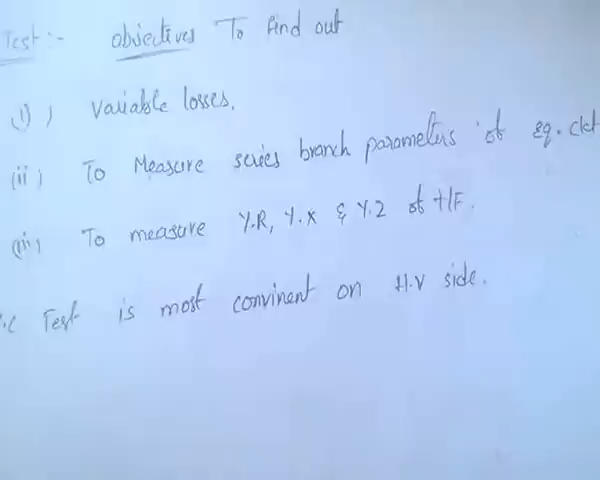 Test :- objectives To find out
(i) ) variable losses.
(ii) To Measure series branch parameters of eq. ckt
(iii) To measure %R, %X & %Z of t/F.
.C Test is most convinent on H.V side.